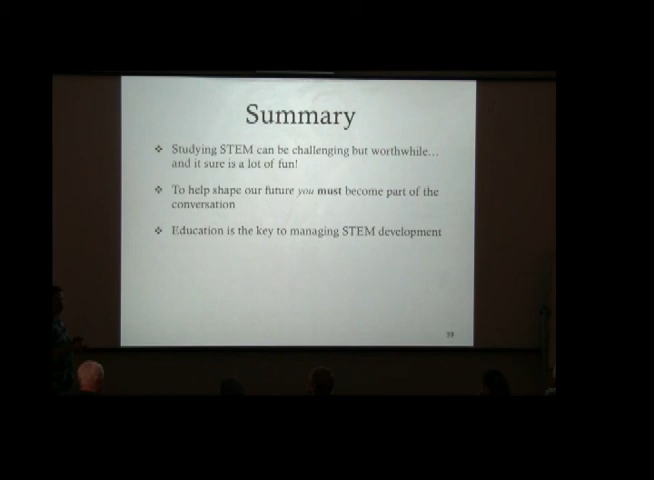 Summary
❖ Studying STEM can be challenging but worthwhile…
and it sure is a lot of fun!
❖ To help shape our future you must become part of the
conversation
❖ Education is the key to managing STEM development